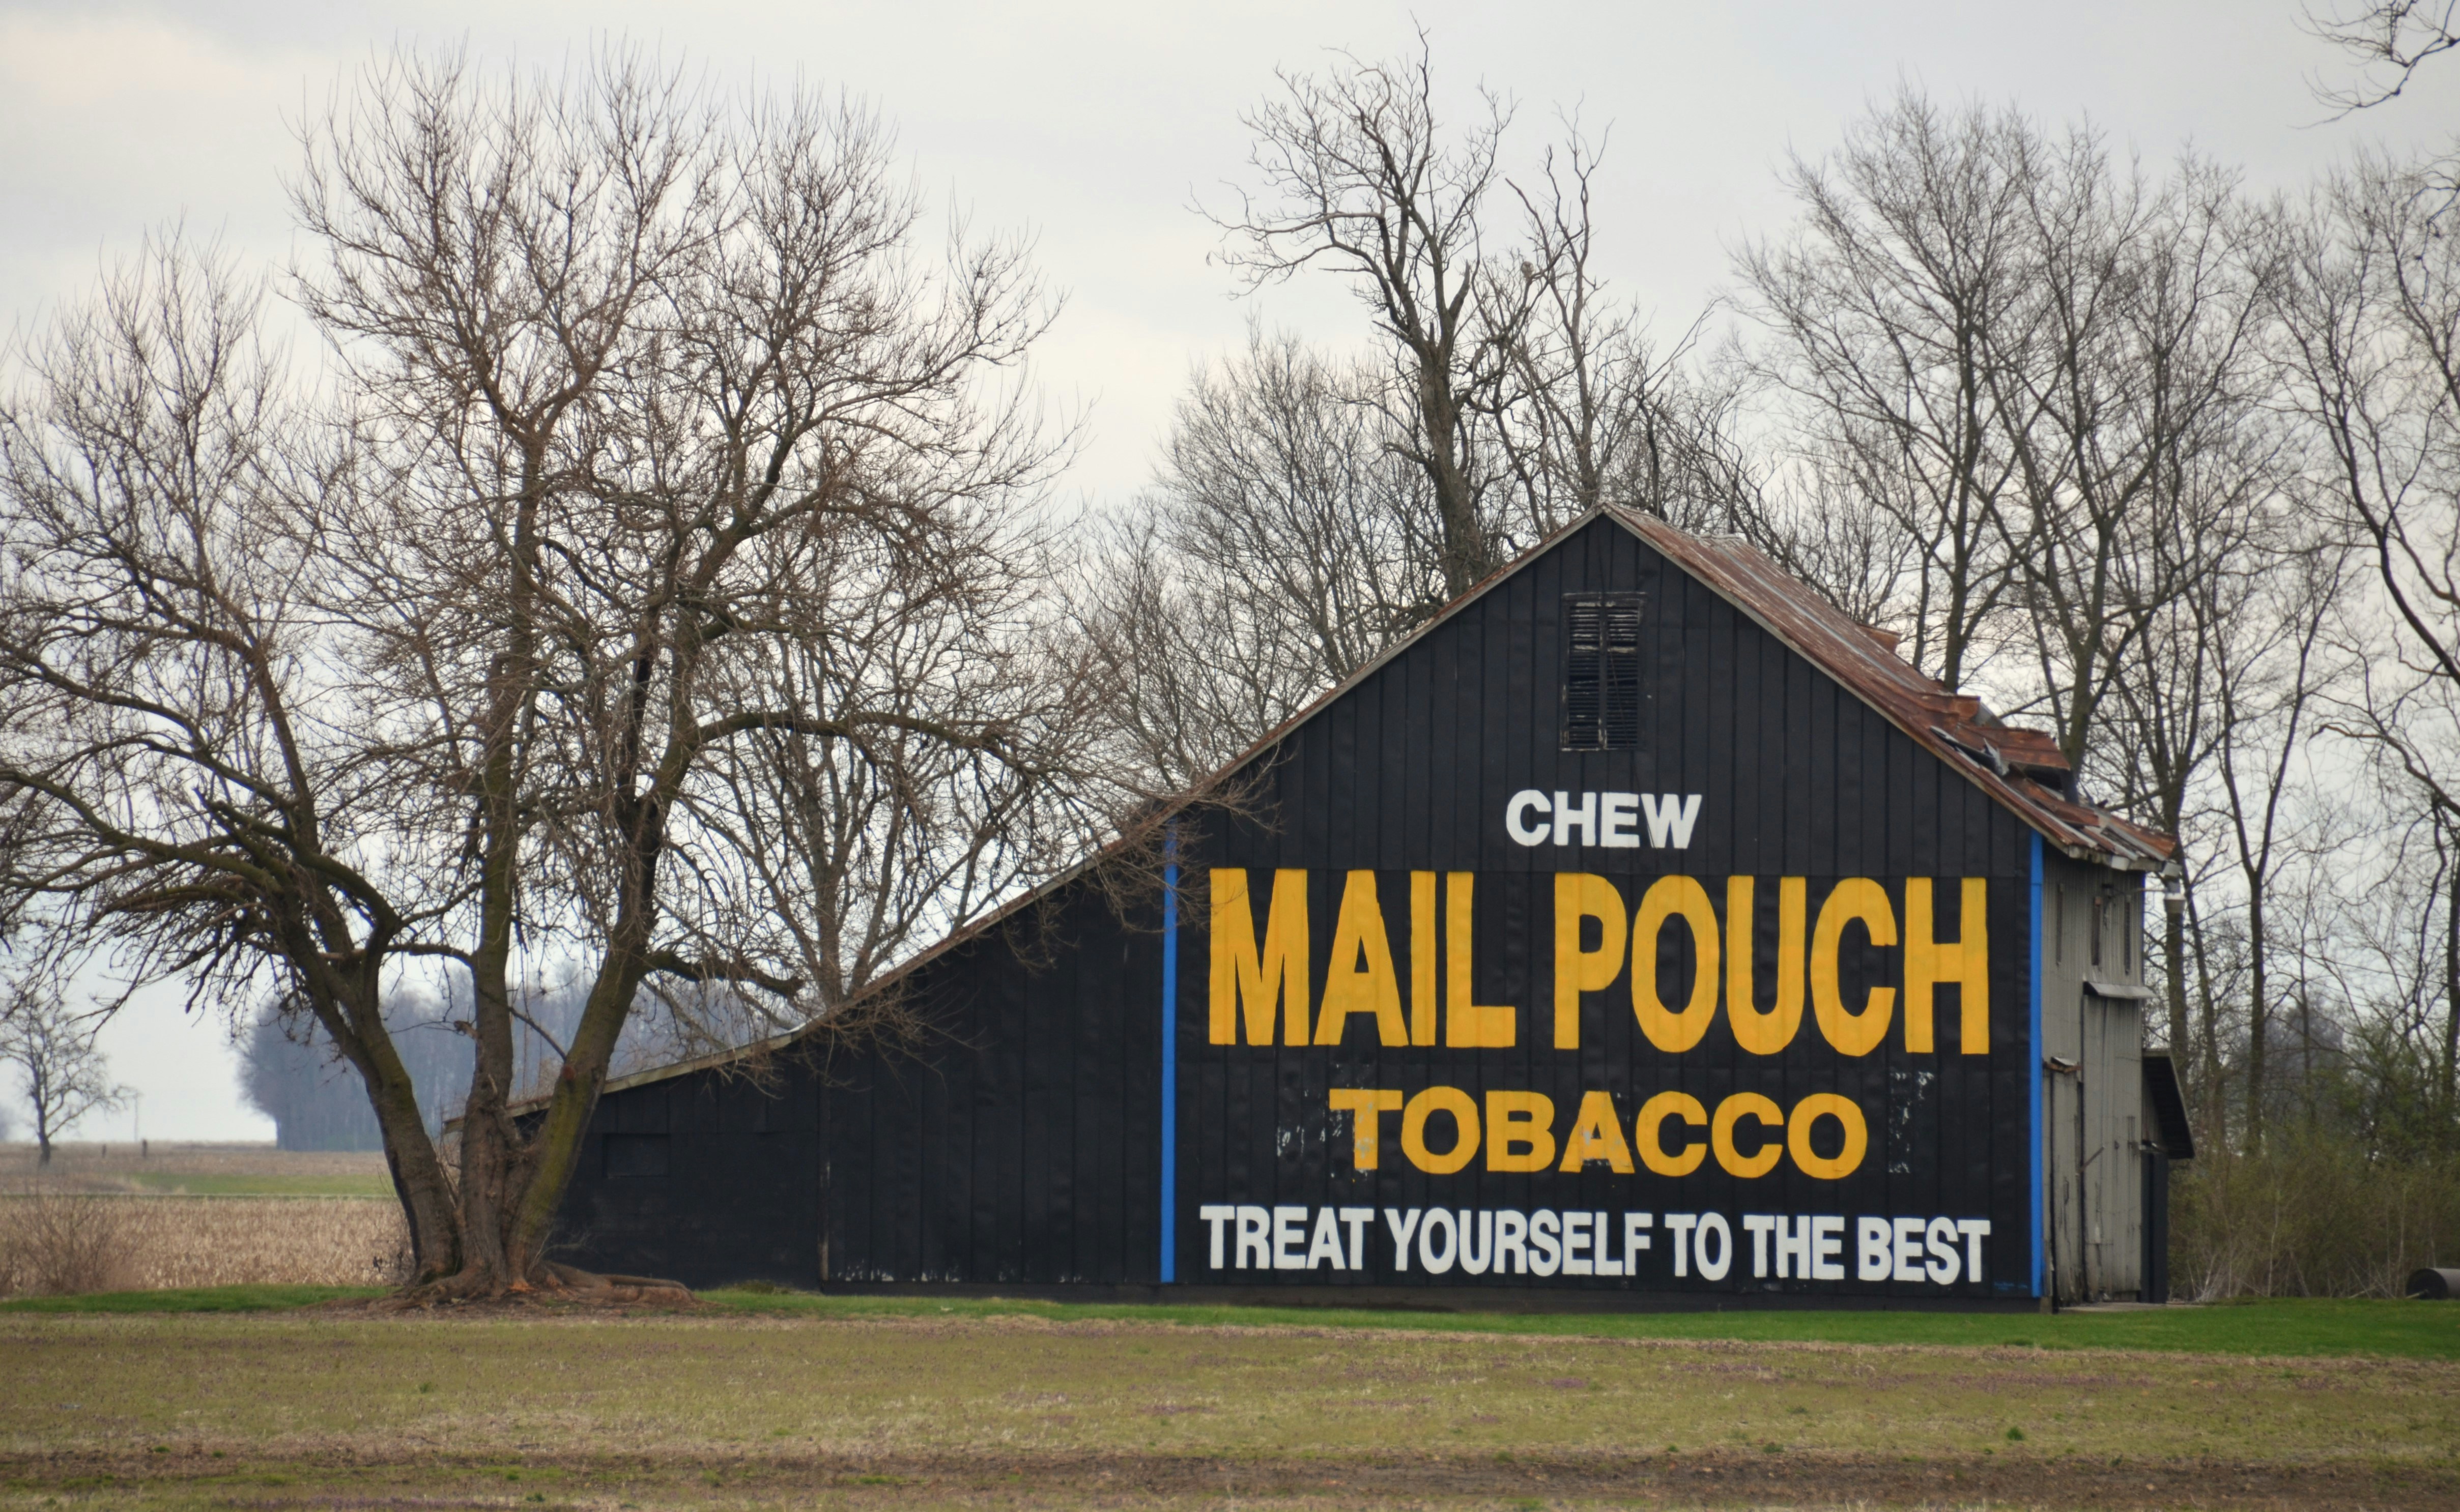 CHEW
MAIL POUCH
TOBACCO
TREAT YOURSELF TO THE BEST